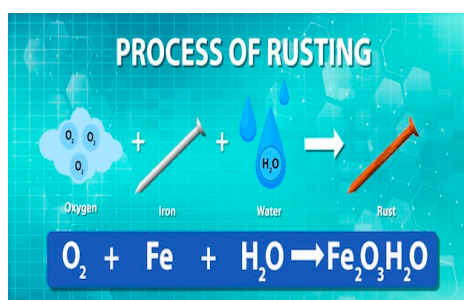 PROCESS OF RUSTING
O₂ O₂
O₂
+ + H₂O →
Oxygen Iron Water Rust
O₂ + Fe + H₂O → Fe₂O₃H₂O